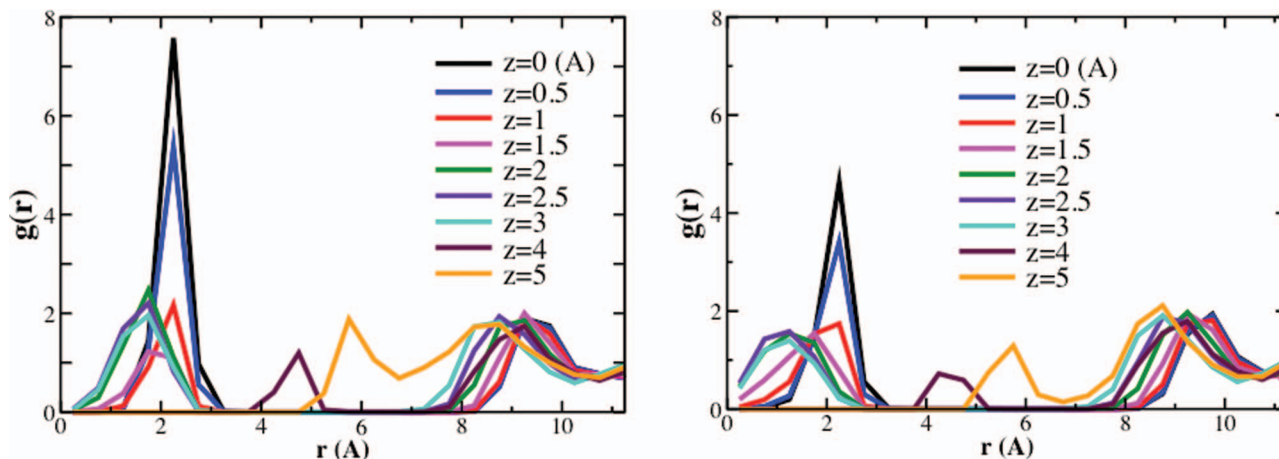 8
6
4
2
0
g(r)
z=0 (A)
z=0.5
z=1
z=1.5
z=2
z=2.5
z=3
z=4
z=5
0 2 4 6 8 10
r (A)
8
6
4
2
0
g(r)
z=0 (A)
z=0.5
z=1
z=1.5
z=2
z=2.5
z=3
z=4
z=5
0 2 4 6 8 10
r (A)